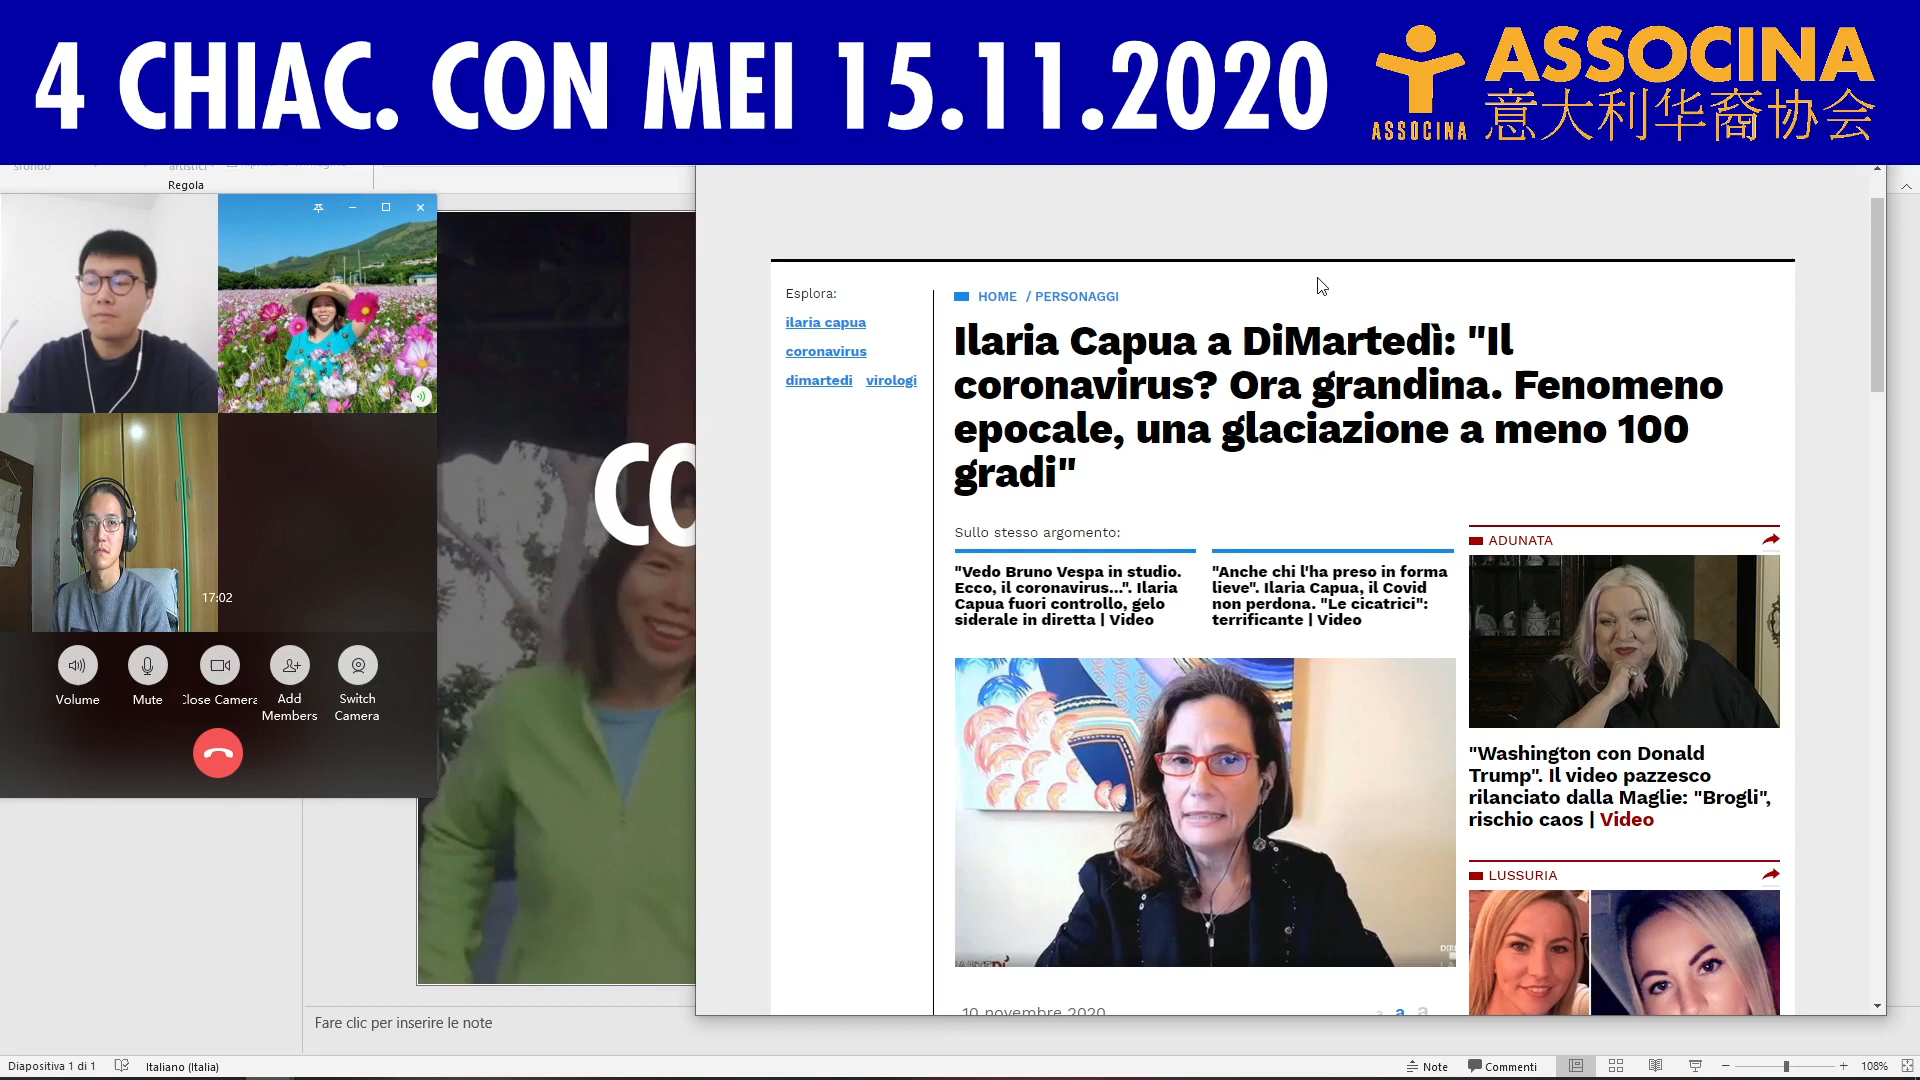 4 CHIAC. CON MEI 15.11.2020
ASSOCINA
ASSOCINA
意大利华裔协会
sfondo
artistici
Regola
17:02
Volume
Mute
Close Camera
Add Members
Switch Camera
CO
Esplora:
ilaria capua
coronavirus
dimartedì virologi
HOME / PERSONAGGI
Ilaria Capua a DiMartedì: "Il
coronavirus? Ora grandina. Fenomeno
epocale, una glaciazione a meno 100
gradi"
Sullo stesso argomento:
"Vedo Bruno Vespa in studio.
Ecco, il coronavirus...". Ilaria
Capua fuori controllo, gelo
siderale in diretta | Video
"Anche chi l'ha preso in forma
lieve". Ilaria Capua, il Covid
non perdona. "Le cicatrici":
terrificante | Video
10 novembre 2020
a a a
ADUNATA
"Washington con Donald
Trump". Il video pazzesco
rilanciato dalla Maglie: "Brogli",
rischio caos | Video
LUSSURIA
Fare clic per inserire le note
Diapositiva 1 di 1
Italiano (Italia)
Note
Commenti
108%